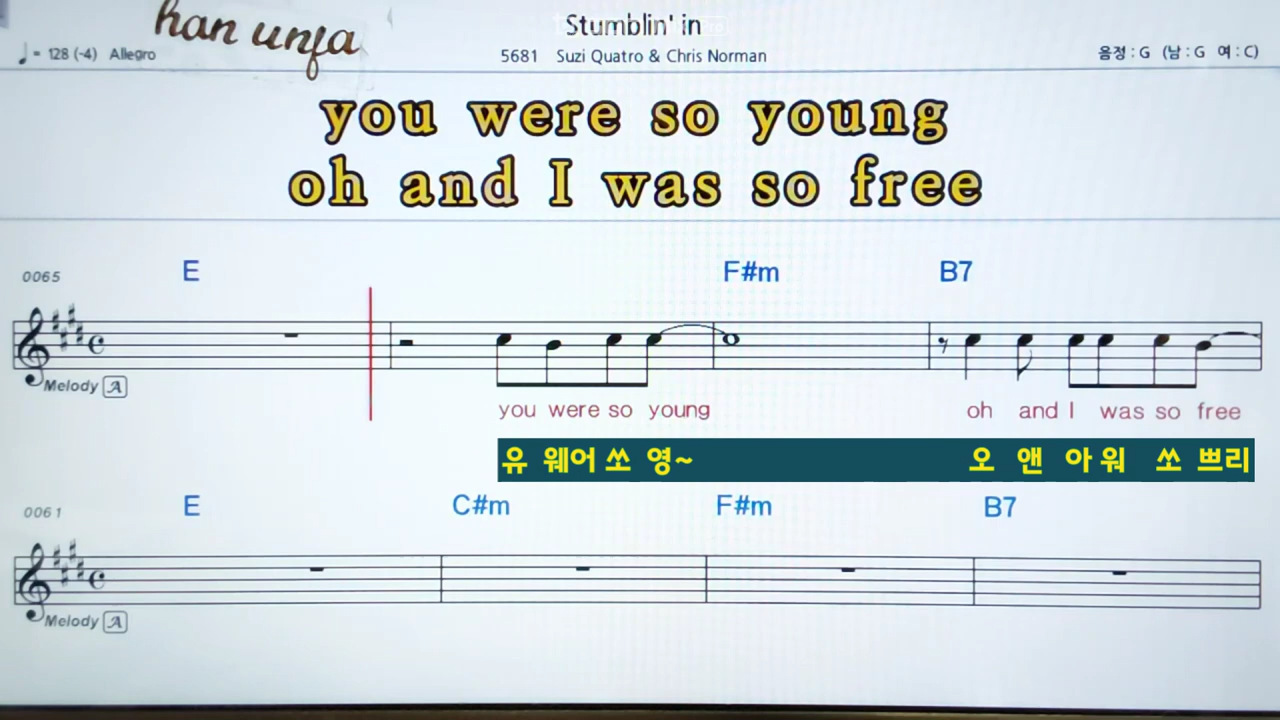 han unja
Stumblin' in
♩= 128 (-4) Allegro
5681 Suzi Quatro & Chris Norman
음정 : G (남 : G 여 : C)
you were so young
oh and I was so free
0065
E F#m B7
Melody A
you were so young oh and I was so free
유 웨어 쏘 영~ 오 앤 아 워 쏘 쁘리
0061
E C#m F#m B7
Melody A